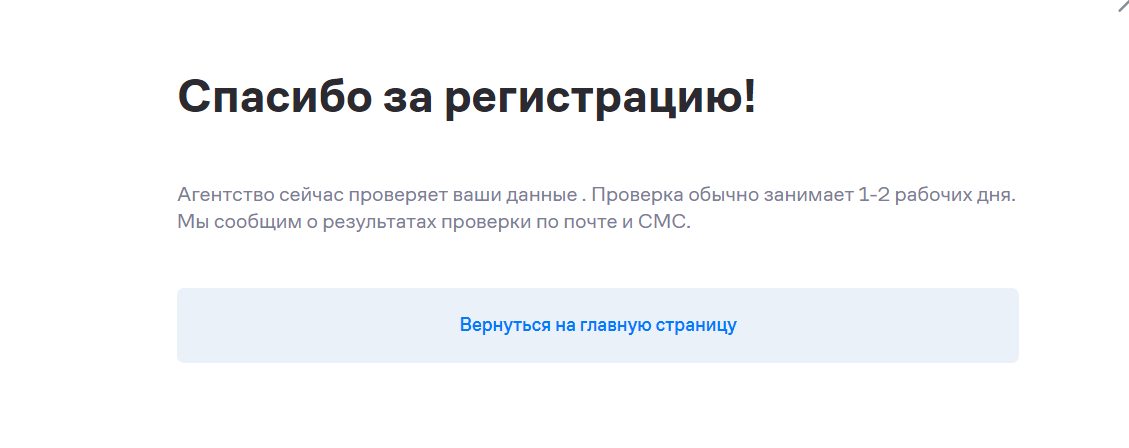 Спасибо за регистрацию!
Агентство сейчас проверяет ваши данные . Проверка обычно занимает 1-2 рабочих дня.
Мы сообщим о результатах проверки по почте и СМС.
Вернуться на главную страницу